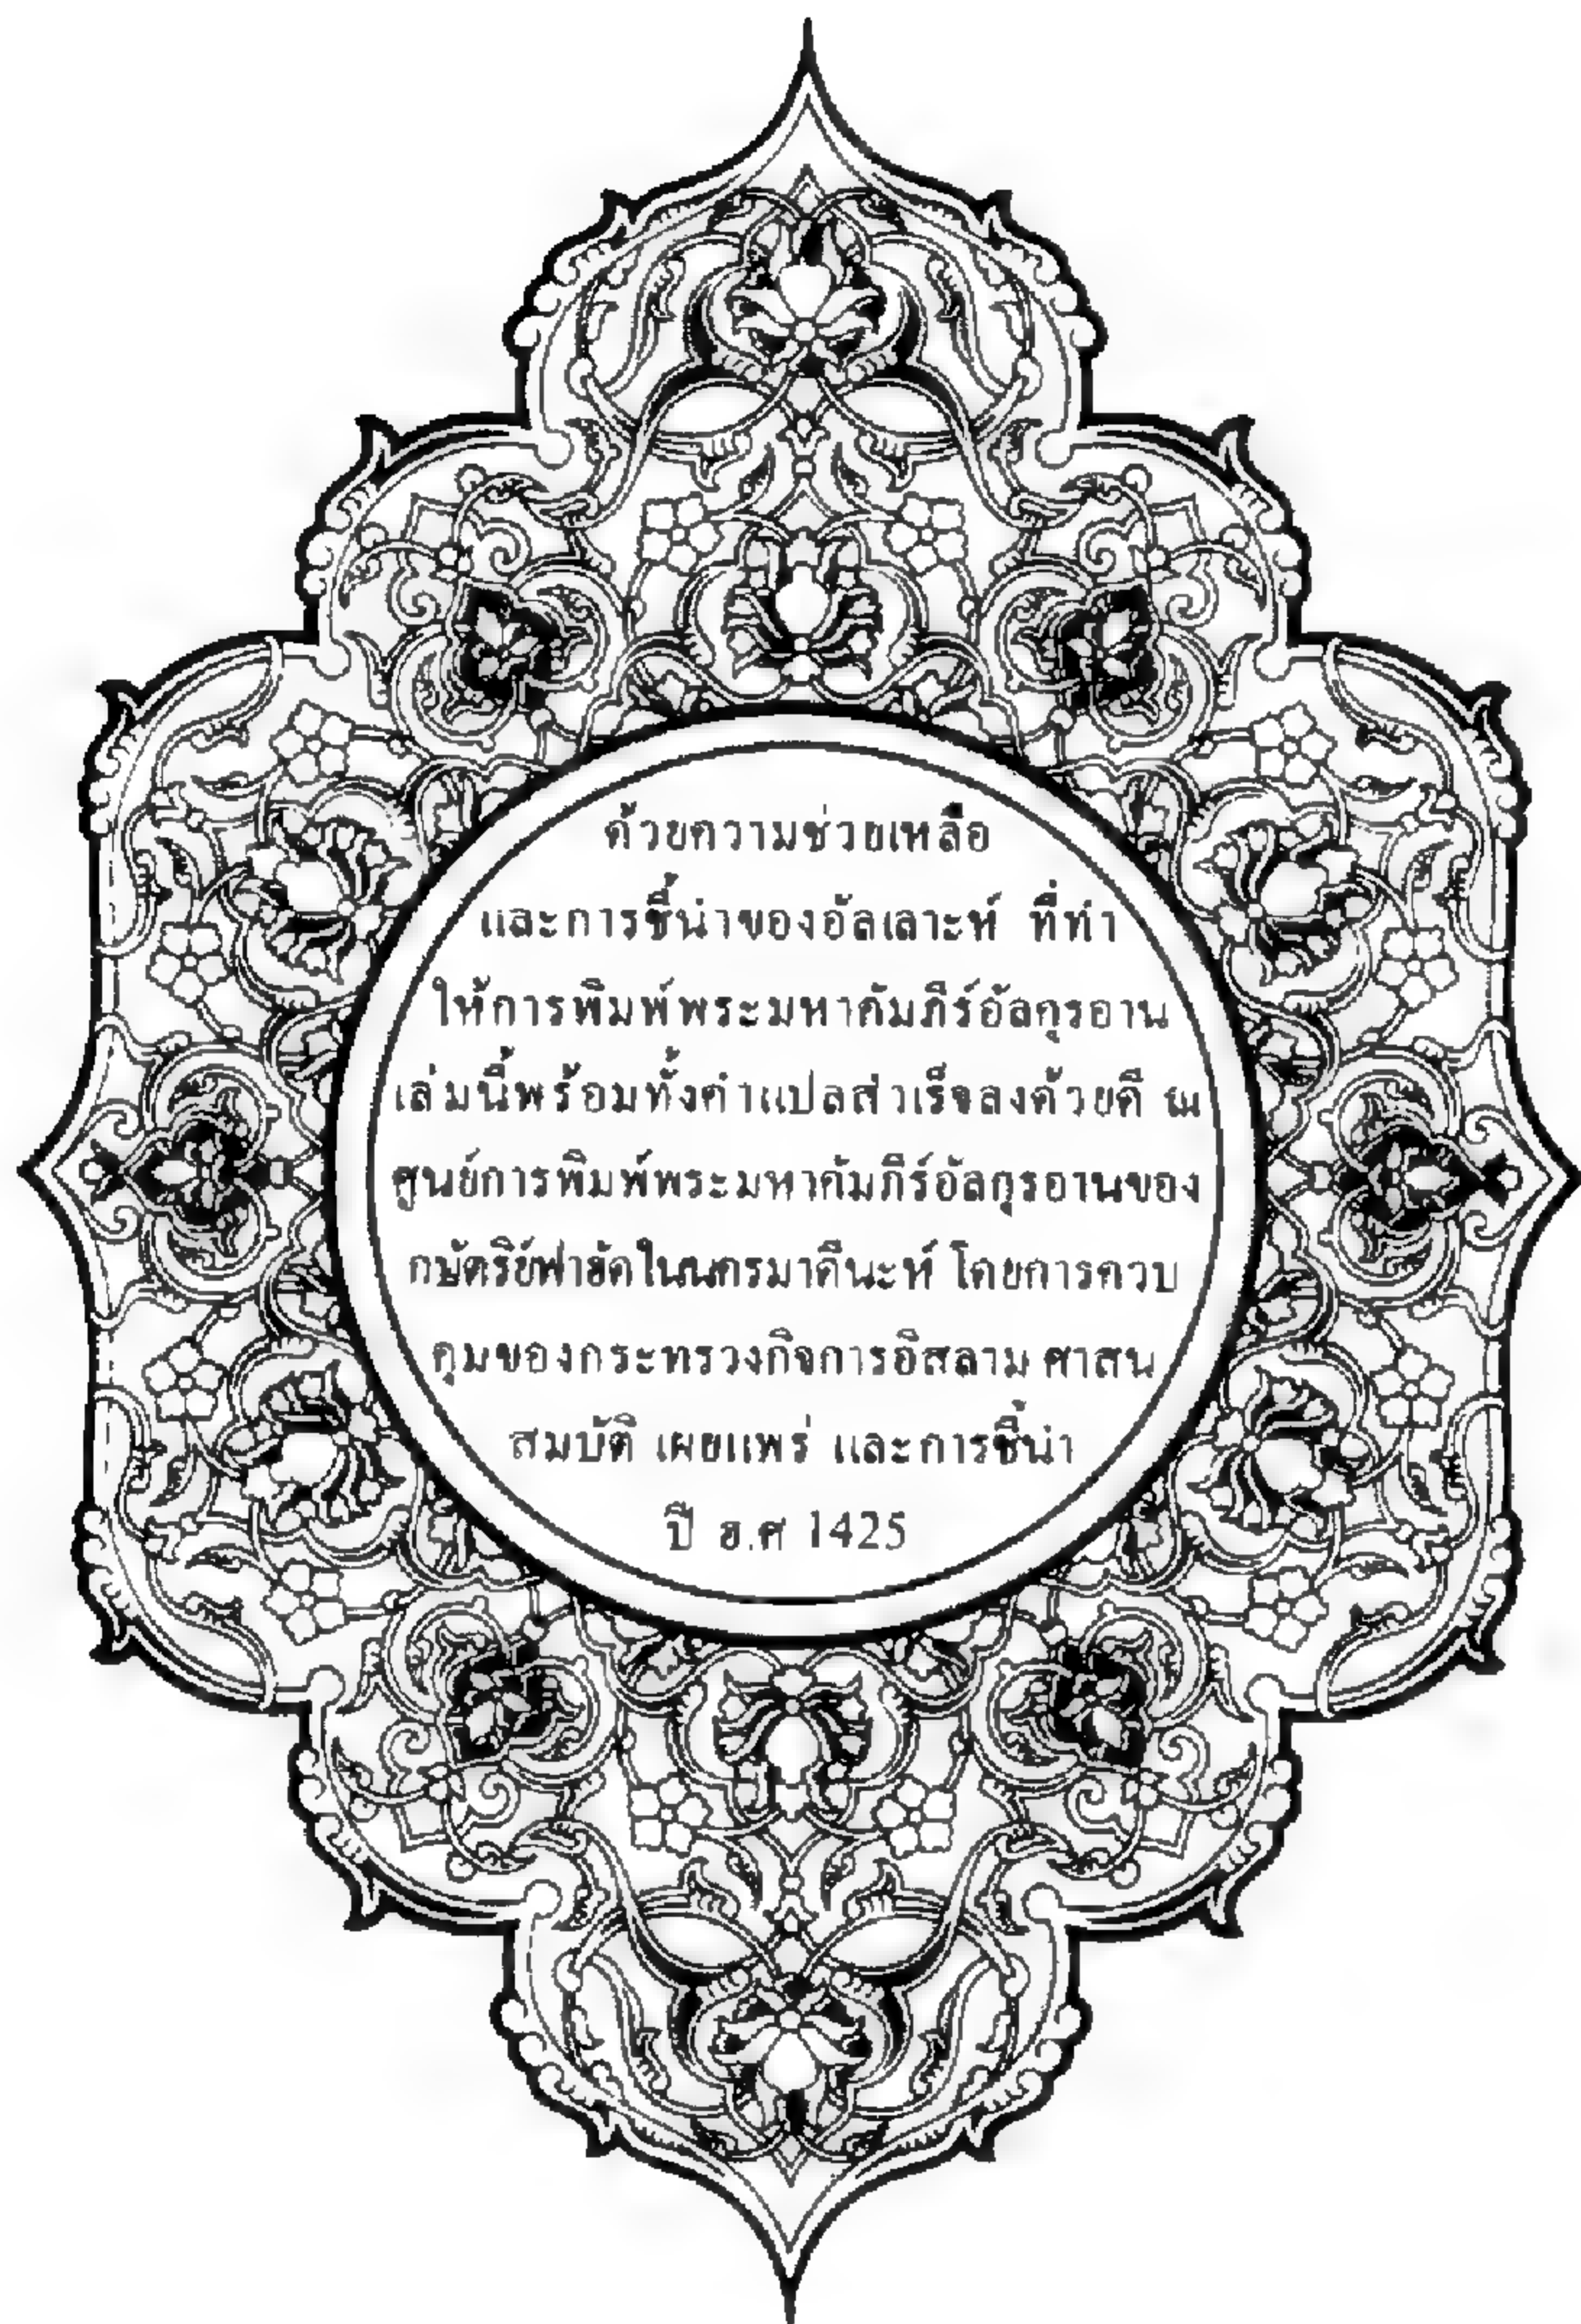 ด้วยความช่วยเหลือ
และการชี้นำของอัลเลาะห์ ที่ทำ
ให้การพิมพ์พระมหาคัมภีร์อัลกุรอาน
เล่มนี้พร้อมทั้งคำแปลสำเร็จลงด้วยดี ณ
ศูนย์การพิมพ์พระมหาคัมภีร์อัลกุรอานของ
กษัตริย์ฟาฮัดในนครมาดีนะห์ โดยการควบ
คุมของกระทรวงกิจการอิสลาม ศาสน
สมบัติ เผยแพร่ และการชี้นำ
ปี ฮ.ศ 1425